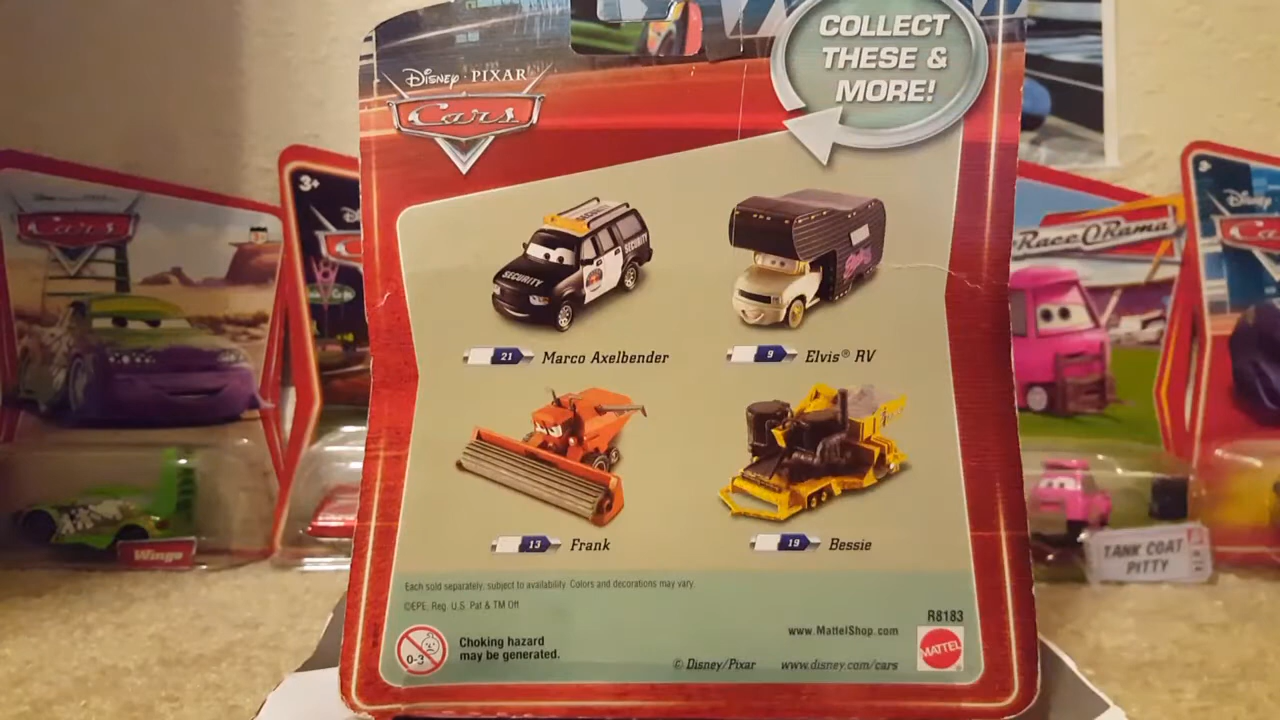 COLLECT
THESE &
MORE!
Disney · PIXAR
Cars
3+
SECURITY
SECURITY
21 Marco Axelbender
9 Elvis® RV
13 Frank
19 Bessie
Each sold separately, subject to availability. Colors and decorations may vary.
©EPE, Reg. U.S. Pat & TM Off
0-3
Choking hazard
may be generated.
© Disney/Pixar
www.MattelShop.com
www.disney.com/cars
R8183
MATTEL
Cars
Wingo
Race O Rama
Disney
TANK COAT
PITTY